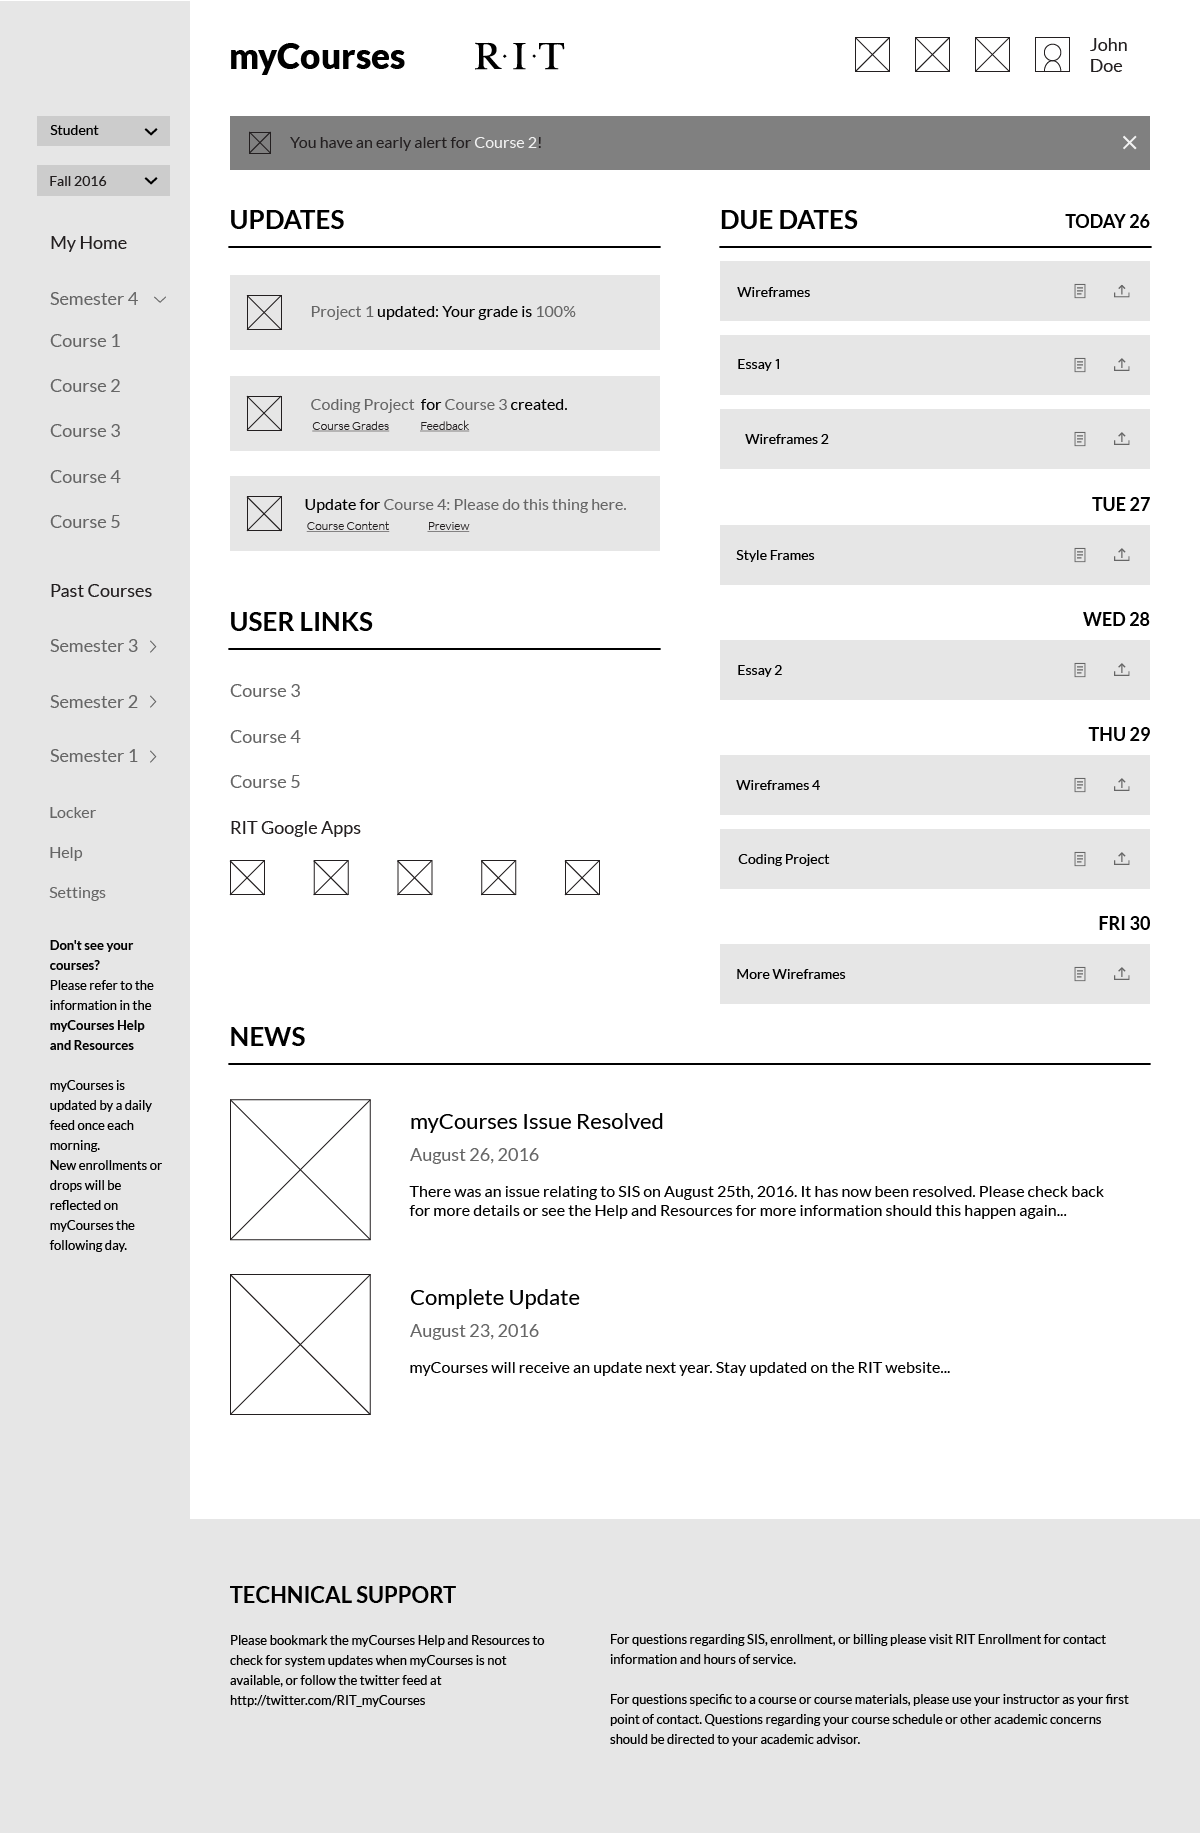 myCourses
R·I·T
John
Doe
Student
Fall 2016
My Home
Semester 4
Course 1
Course 2
Course 3
Course 4
Course 5
Past Courses
Semester 3
Semester 2
Semester 1
Locker
Help
Settings
Don't see your
courses?
Please refer to the
information in the
myCourses Help
and Resources
myCourses is
updated by a daily
feed once each
morning.
New enrollments or
drops will be
reflected on
myCourses the
following day.
You have an early alert for Course 2!
UPDATES
Project 1 updated: Your grade is 100%
Coding Project for Course 3 created.
Course Grades Feedback
Update for Course 4: Please do this thing here.
Course Content Preview
USER LINKS
Course 3
Course 4
Course 5
RIT Google Apps
DUE DATES
TODAY 26
Wireframes
Essay 1
Wireframes 2
TUE 27
Style Frames
WED 28
Essay 2
THU 29
Wireframes 4
Coding Project
FRI 30
More Wireframes
NEWS
myCourses Issue Resolved
August 26, 2016
There was an issue relating to SIS on August 25th, 2016. It has now been resolved. Please check back
for more details or see the Help and Resources for more information should this happen again...
Complete Update
August 23, 2016
myCourses will receive an update next year. Stay updated on the RIT website...
TECHNICAL SUPPORT
Please bookmark the myCourses Help and Resources to
check for system updates when myCourses is not
available, or follow the twitter feed at
http://twitter.com/RIT_myCourses
For questions regarding SIS, enrollment, or billing please visit RIT Enrollment for contact
information and hours of service.
For questions specific to a course or course materials, please use your instructor as your first
point of contact. Questions regarding your course schedule or other academic concerns
should be directed to your academic advisor.